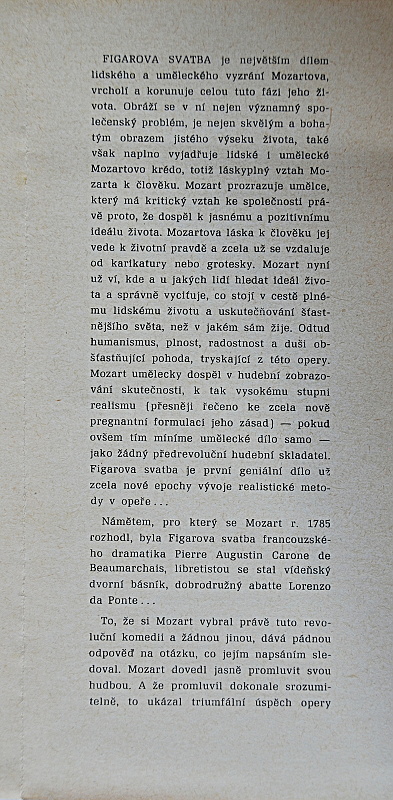 FIGAROVA SVATBA je největším dílem
lidského a uměleckého vyzrání Mozartova,
vrcholí a korunuje celou tuto fázi jeho ži-
vota. Obráží se v ní nejen významný spo-
lečenský problém, je nejen skvělým a boha-
tým obrazem jistého výseku života, také
však naplno vyjadřuje lidské i umělecké
Mozartovo krédo, totiž láskyplný vztah Mo-
zarta k člověku. Mozart prozrazuje umělce,
který má kritický vztah ke společnosti prá-
vě proto, že dospěl k jasnému a pozitivnímu
ideálu života. Mozartova láska k člověku jej
vede k životní pravdě a zcela už se vzdaluje
od karikatury nebo grotesky. Mozart nyní
už ví, kde a u jakých lidí hledat ideál živo-
ta a správně vyciťuje, co stojí v cestě plné-
mu lidskému životu a uskutečňování šťast-
nějšího světa, než v jakém sám žije. Odtud
humanismus, plnost, radostnost a duši ob-
šťastňující pohoda, tryskající z této opery.
Mozart umělecky dospěl v hudební zobrazo-
vání skutečnosti, k tak vysokému stupni
realismu (přesněji řečeno ke zcela nově
pregnantní formulaci jeho zásad) — pokud
ovšem tím míníme umělecké dílo samo —
jako žádný předrevoluční hudební skladatel.
Figarova svatba je první geniální dílo už
zcela nové epochy vývoje realistické meto-
dy v opeře...
Námětem, pro který se Mozart r. 1785
rozhodl, byla Figarova svatba francouzské-
ho dramatika Pierre Augustin Carone de
Beaumarchais, libretistou se stal vídeňský
dvorní básník, dobrodružný abatte Lorenzo
da Ponte...
To, že si Mozart vybral právě tuto revo-
luční komedii a žádnou jinou, dává pádnou
odpověď na otázku, co jejím napsáním sle-
doval. Mozart dovedl jasně promluvit svou
hudbou. A že promluvil dokonale srozumi-
telně, to ukázal triumfální úspěch opery